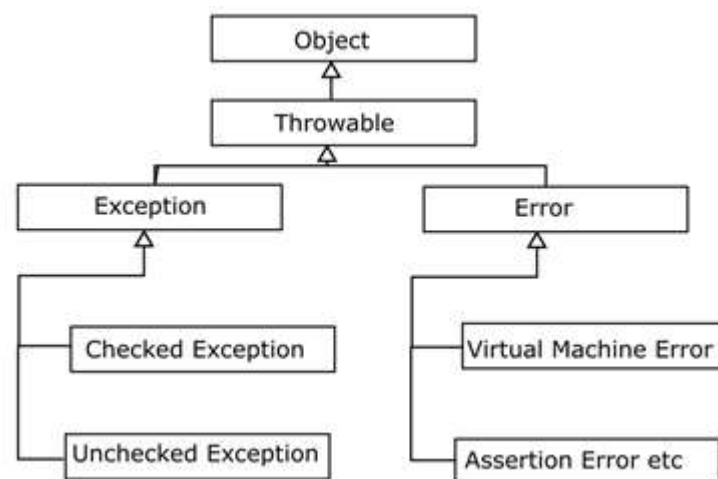 Object
Throwable
Exception
Error
Checked Exception
Virtual Machine Error
Unchecked Exception
Assertion Error etc